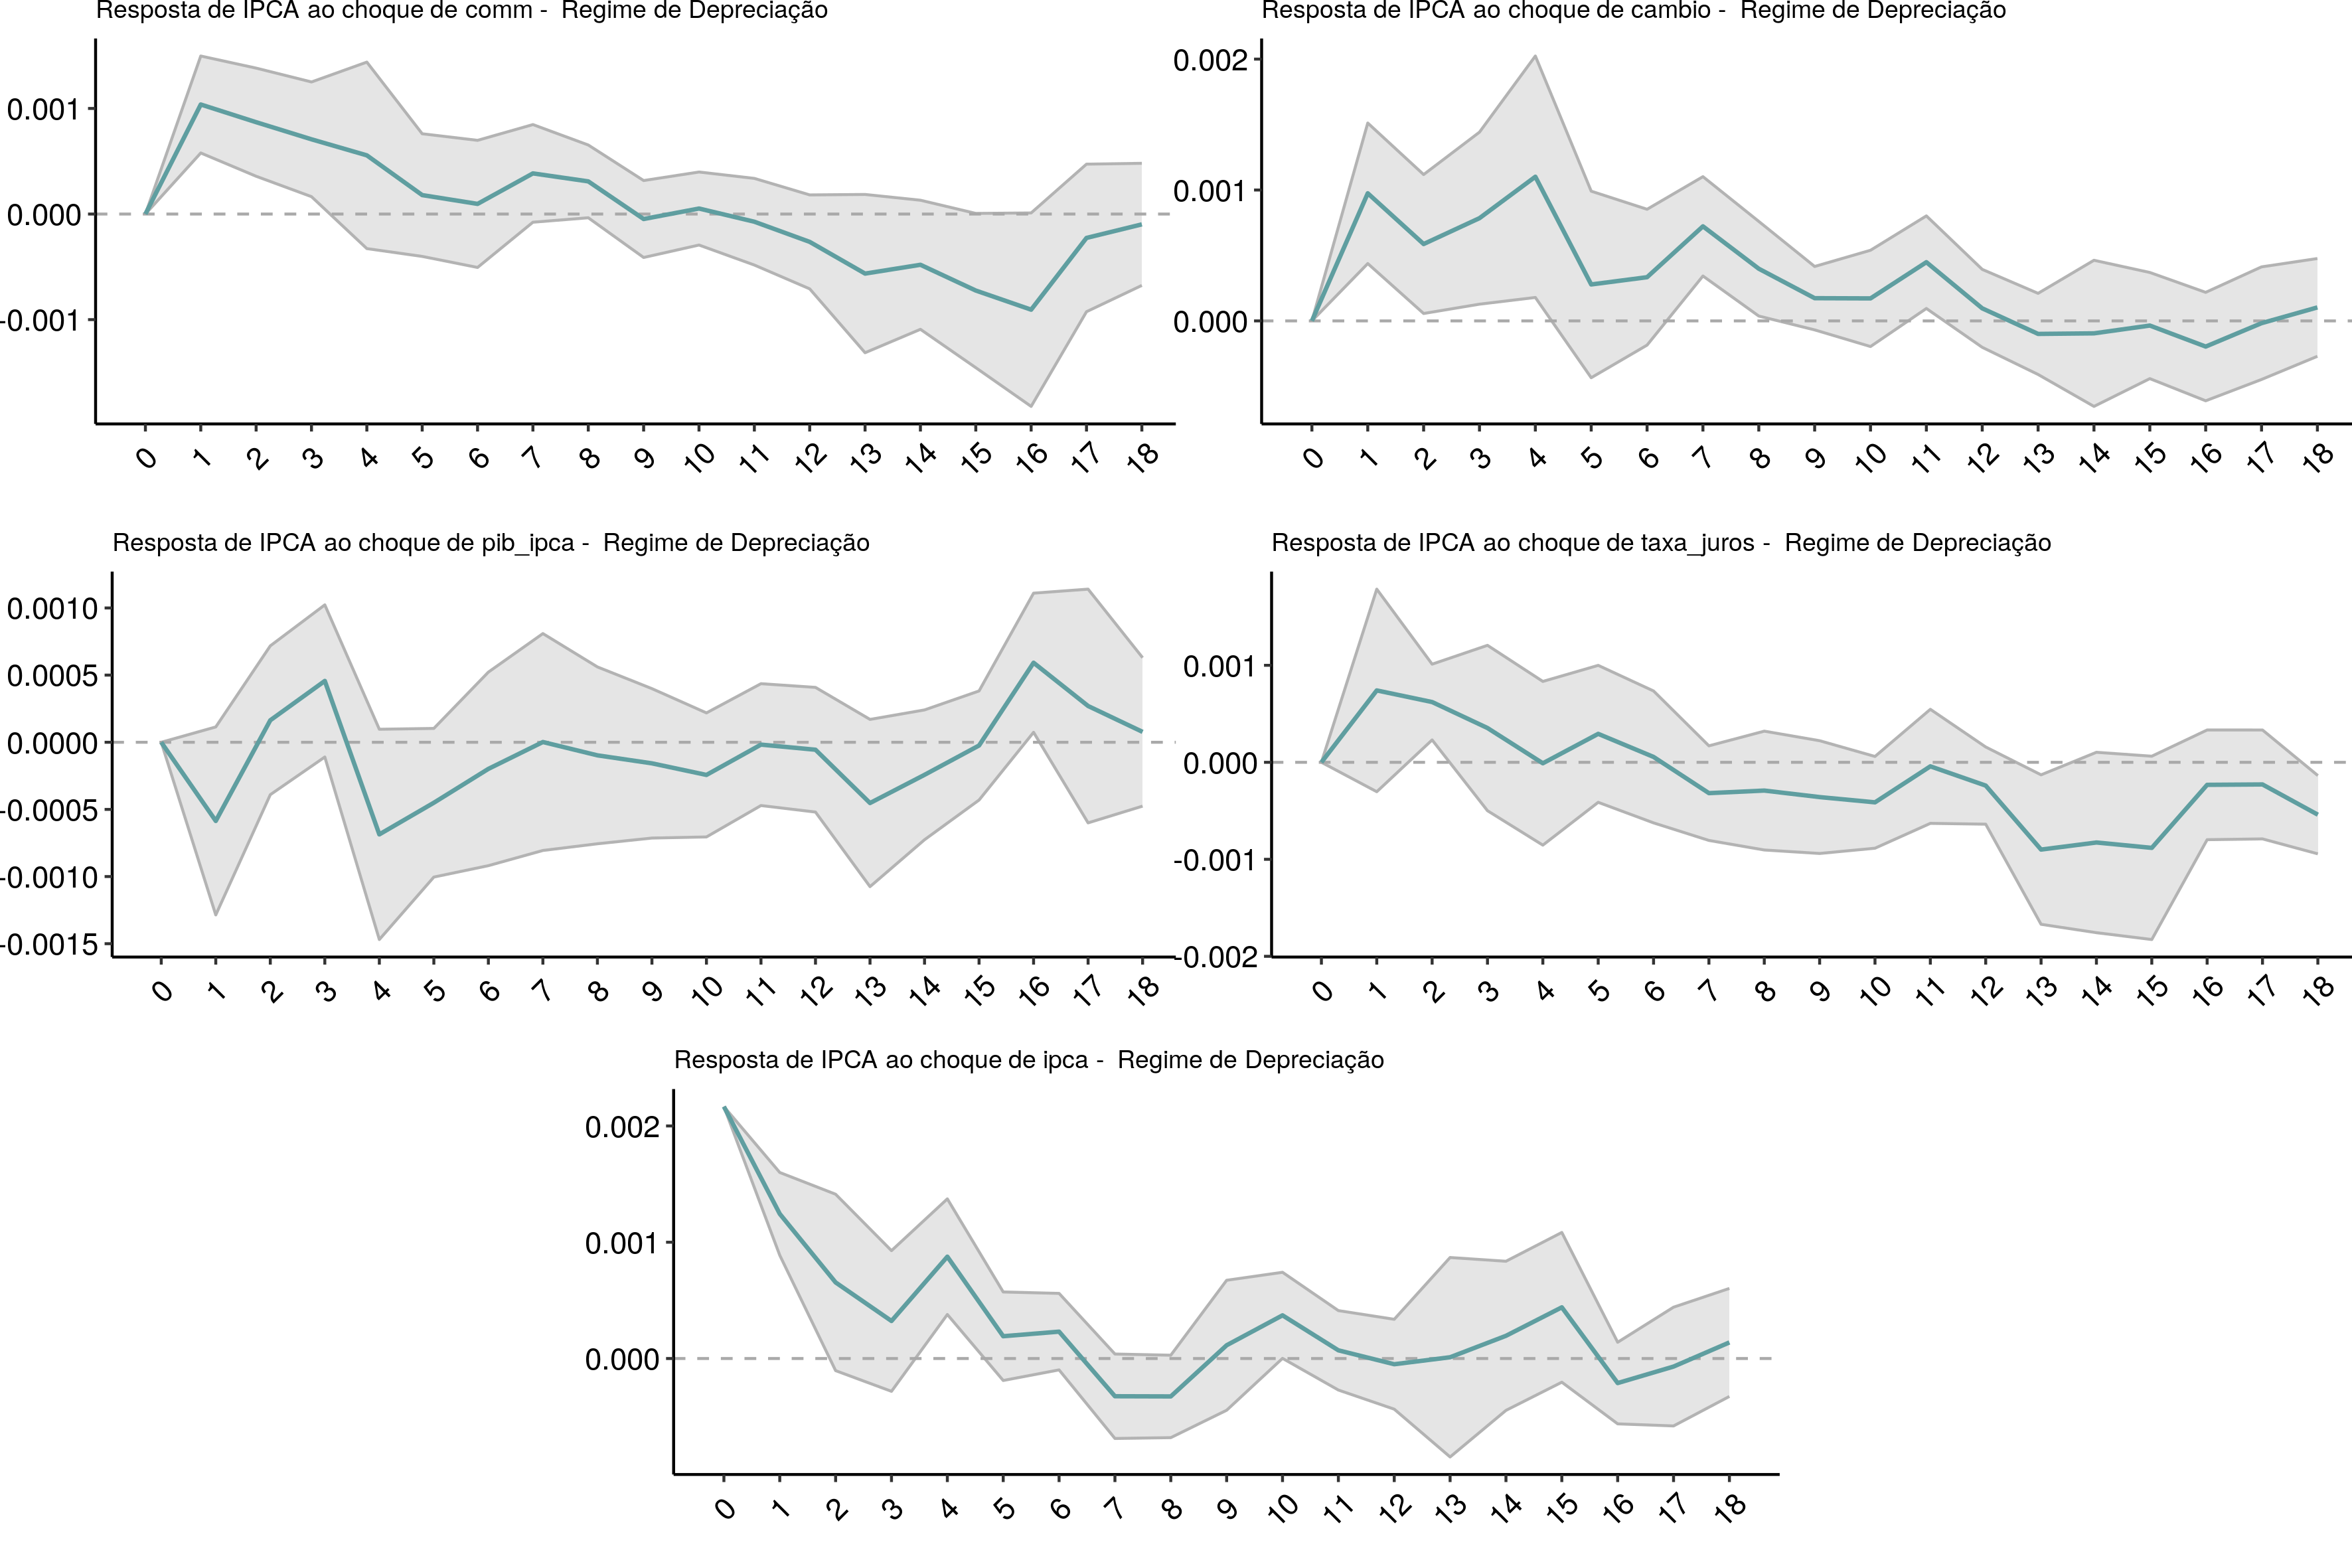 Resposta de IPCA ao choque de comm - Regime de Depreciação
0.001
0.000
-0.001
0 1 2 3 4 5 6 7 8 9 10 11 12 13 14 15 16 17 18
Resposta de IPCA ao choque de cambio - Regime de Depreciação
0.002
0.001
0.000
0 1 2 3 4 5 6 7 8 9 10 11 12 13 14 15 16 17 18
Resposta de IPCA ao choque de pib_ipca - Regime de Depreciação
0.0010
0.0005
0.0000
-0.0005
-0.0010
-0.0015
0 1 2 3 4 5 6 7 8 9 10 11 12 13 14 15 16 17 18
Resposta de IPCA ao choque de taxa_juros - Regime de Depreciação
0.001
0.000
-0.001
-0.002
0 1 2 3 4 5 6 7 8 9 10 11 12 13 14 15 16 17 18
Resposta de IPCA ao choque de ipca - Regime de Depreciação
0.002
0.001
0.000
0 1 2 3 4 5 6 7 8 9 10 11 12 13 14 15 16 17 18